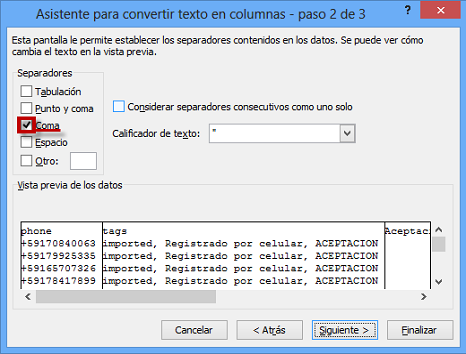 Asistente para convertir texto en columnas - paso 2 de 3
Esta pantalla le permite establecer los separadores contenidos en los datos. Se puede ver cómo
cambia el texto en la vista previa.
Separadores
Tabulación
Punto y coma
Coma
Espacio
Otro:
Considerar separadores consecutivos como uno solo
Calificador de texto: "
Vista previa de los datos
phone tags Aceptac
+59170840063 imported, Registrado por celular, ACEPTACION
+59179925335 imported, Registrado por celular, ACEPTACION
+59165707326 imported, Registrado por celular, ACEPTACION
+59178417899 imported, Registrado por celular, ACEPTACION
Cancelar < Atrás Siguiente > Finalizar